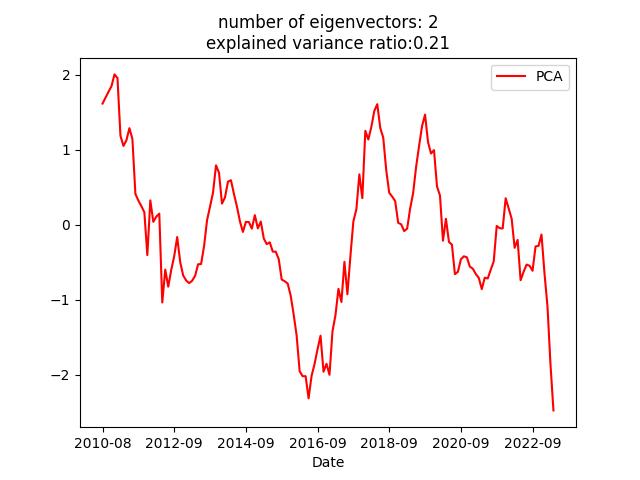 number of eigenvectors: 2
explained variance ratio:0.21
PCA
2
1
0
−1
−2
2010-08 2012-09 2014-09 2016-09 2018-09 2020-09 2022-09
Date